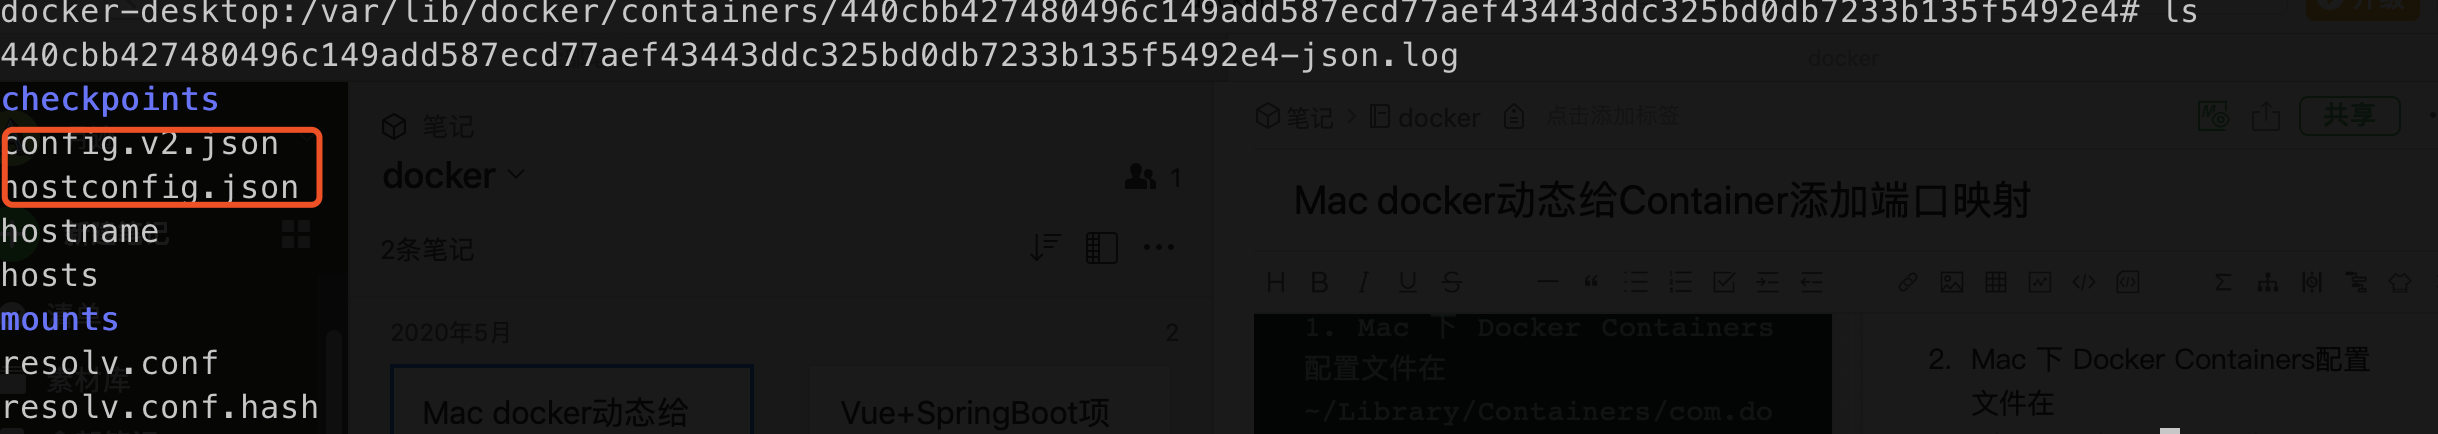 docker-desktop:/var/lib/docker/containers/440cbb427480496c149add587ecd77aef43443ddc325bd0db7233b135f5492e4# ls
440cbb427480496c149add587ecd77aef43443ddc325bd0db7233b135f5492e4-json.log
checkpoints
config.v2.json
hostconfig.json
hostname
hosts
mounts
resolv.conf
resolv.conf.hash
升级
docker
笔记
docker
1
2条笔记
2020年5月
2
Mac docker动态给
Vue+SpringBoot项
笔记 > docker 点击添加标签
共享
Mac docker动态给Container添加端口映射
H B I U S
1. Mac 下 Docker Containers
配置文件在
~/Library/Containers/com.do
2. Mac 下 Docker Containers配置
文件在
素材库